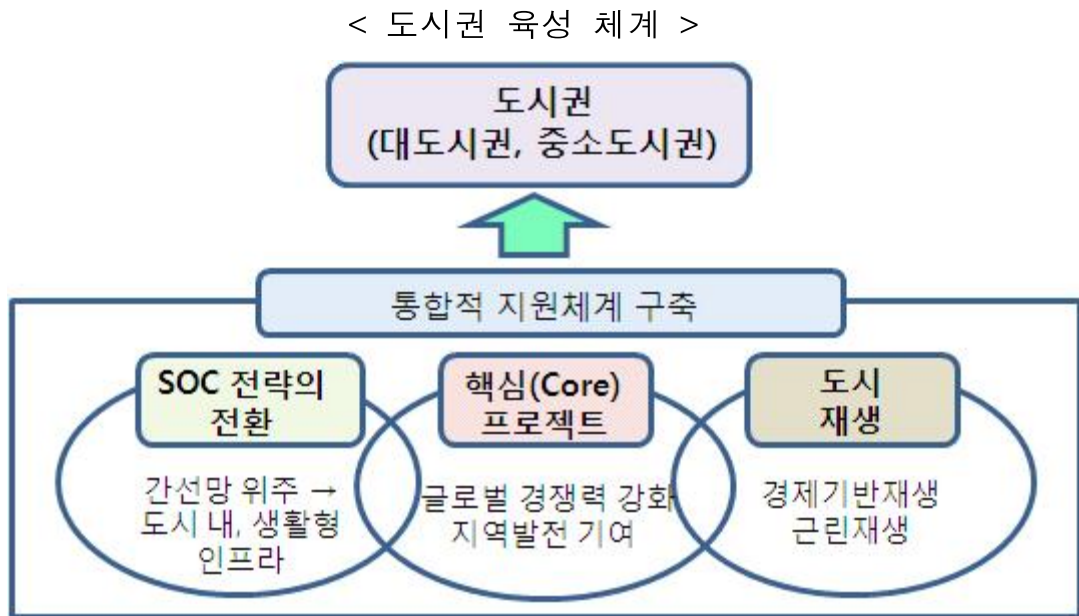 < 도시권 육성 체계 >
도시권
(대도시권, 중소도시권)
통합적 지원체계 구축
SOC 전략의
전환
간선망 위주 →
도시 내, 생활형
인프라
핵심(Core)
프로젝트
글로벌 경쟁력 강화
지역발전 기여
도시
재생
경제기반재생
근린재생